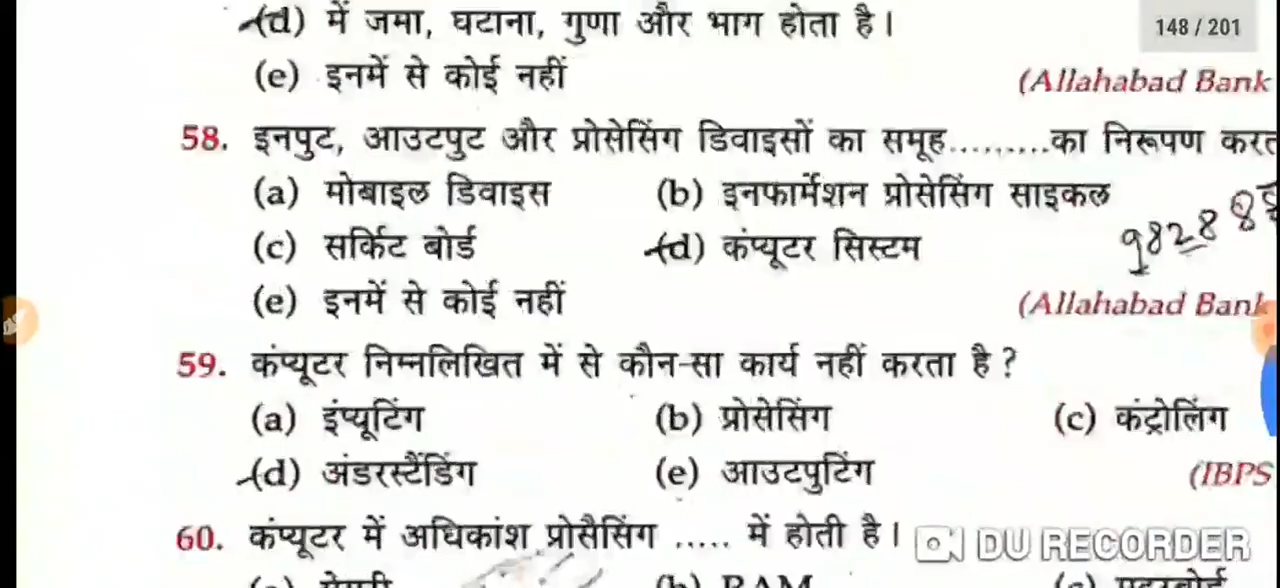 (d) में जमा, घटाना, गुणा और भाग होता है।
148 / 201
(e) इनमें से कोई नहीं (Allahabad Bank
58. इनपुट, आउटपुट और प्रोसेसिंग डिवाइसों का समूह..........का निरूपण करत
(a) मोबाइल डिवाइस (b) इनफार्मेशन प्रोसेसिंग साइकल
(c) सर्किट बोर्ड (d) कंप्यूटर सिस्टम
98288
(e) इनमें से कोई नहीं (Allahabad Bank
59. कंप्यूटर निम्नलिखित में से कौन-सा कार्य नहीं करता है?
(a) इंप्यूटिंग (b) प्रोसेसिंग (c) कंट्रोलिंग
(d) अंडरस्टैंडिंग (e) आउटपुटिंग (IBPS
60. कंप्यूटर में अधिकांश प्रोसैसिंग ..... में होती है।
DU RECORDER
(b) RAM